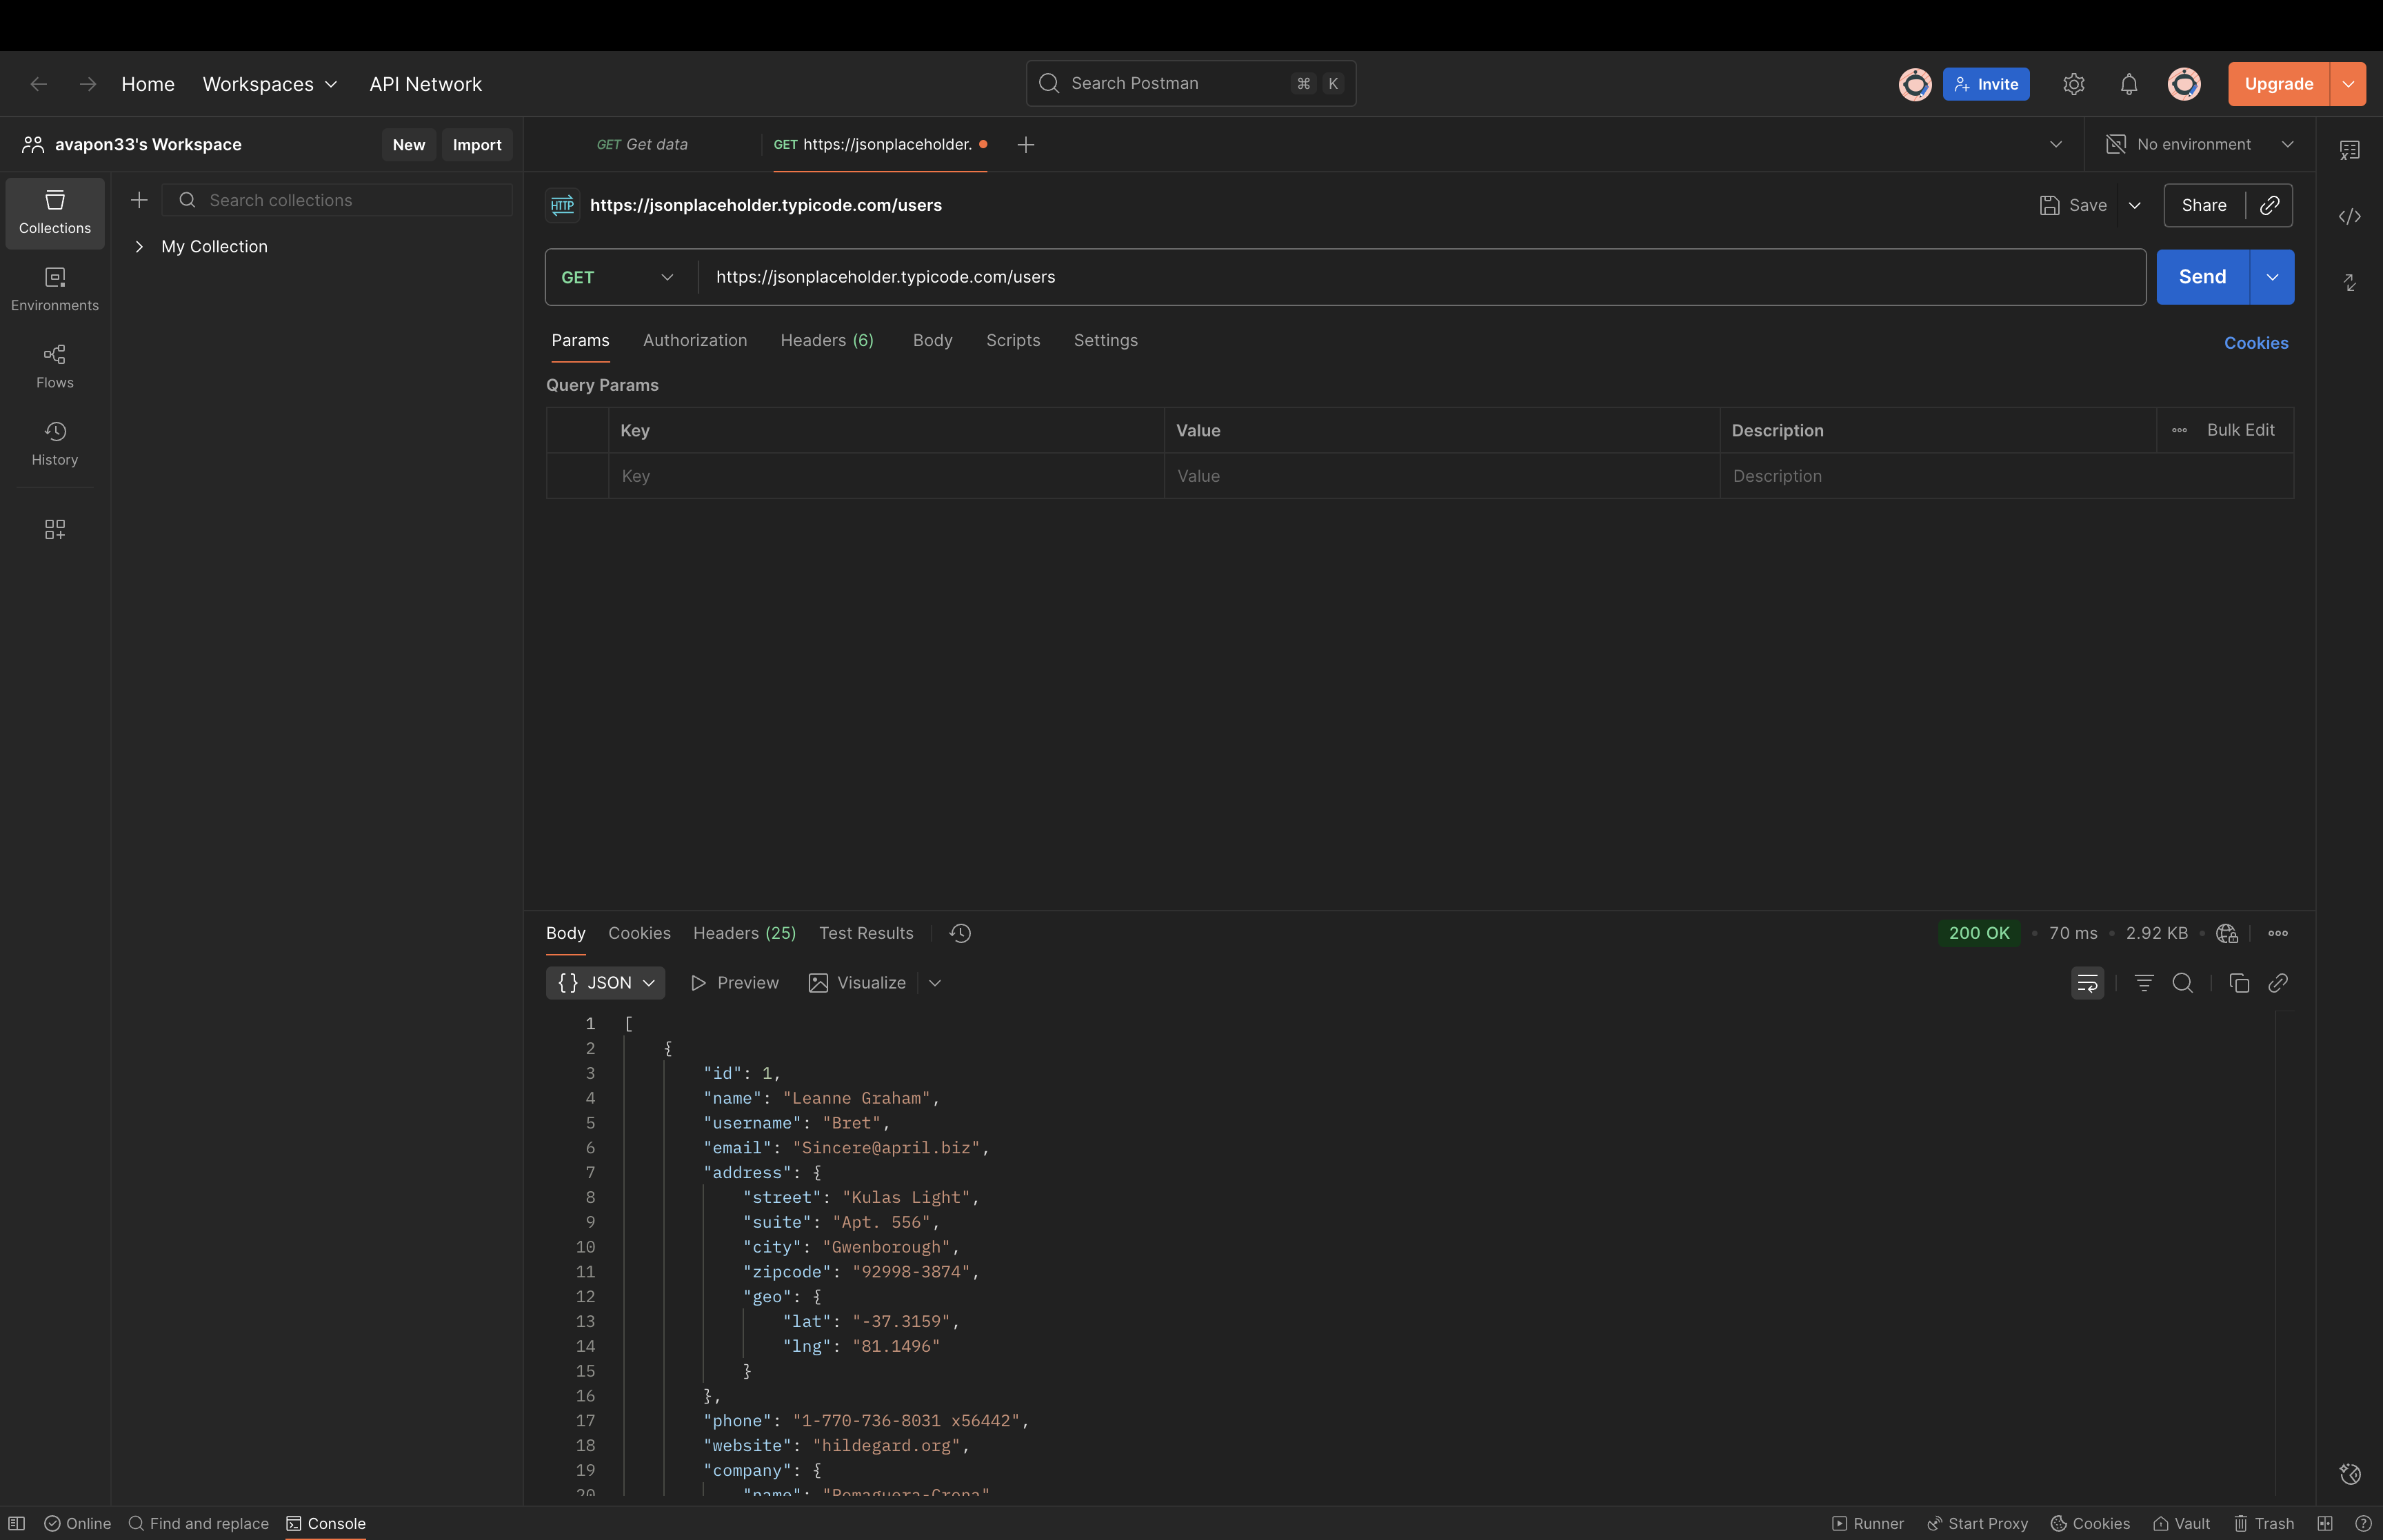 Home Workspaces API Network Search Postman ⌘ K Invite Upgrade
avapon33's Workspace New Import GET Get data GET https://jsonplaceholder. No environment
Collections Search collections HTTP https://jsonplaceholder.typicode.com/users Save Share
My Collection
Environments GET https://jsonplaceholder.typicode.com/users Send
Flows Params Authorization Headers (6) Body Scripts Settings Cookies
Query Params
Key Value Description Bulk Edit
History Key Value Description
Body Cookies Headers (25) Test Results 200 OK 70 ms 2.92 KB
{} JSON Preview Visualize
1 [
2 {
3 "id": 1,
4 "name": "Leanne Graham",
5 "username": "Bret",
6 "email": "Sincere@april.biz",
7 "address": {
8 "street": "Kulas Light",
9 "suite": "Apt. 556",
10 "city": "Gwenborough",
11 "zipcode": "92998-3874",
12 "geo": {
13 "lat": "-37.3159",
14 "lng": "81.1496"
15 }
16 },
17 "phone": "1-770-736-8031 x56442",
18 "website": "hildegard.org",
19 "company": {
20 "name": "Romaguera-Crona"
Online Find and replace Console Runner Start Proxy Cookies Vault Trash